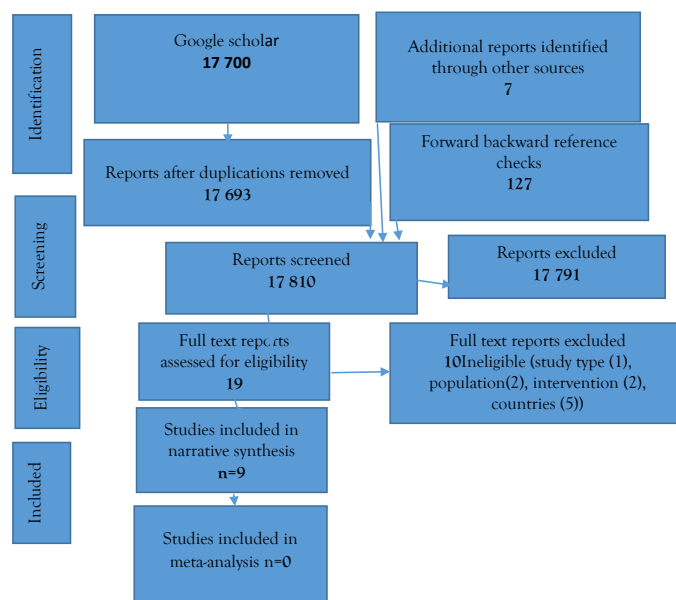 Identification
Google scholar
17 700
Additional reports identified
through other sources
7
Reports after duplications removed
17 693
Forward backward reference
checks
127
Screening
Reports screened
17 810
Reports excluded
17 791
Eligibility
Full text reports
assessed for eligibility
19
Full text reports excluded
10Ineligible (study type (1),
population(2), intervention (2),
countries (5))
Studies included in
narrative synthesis
n=9
Included
Studies included in
meta-analysis n=0